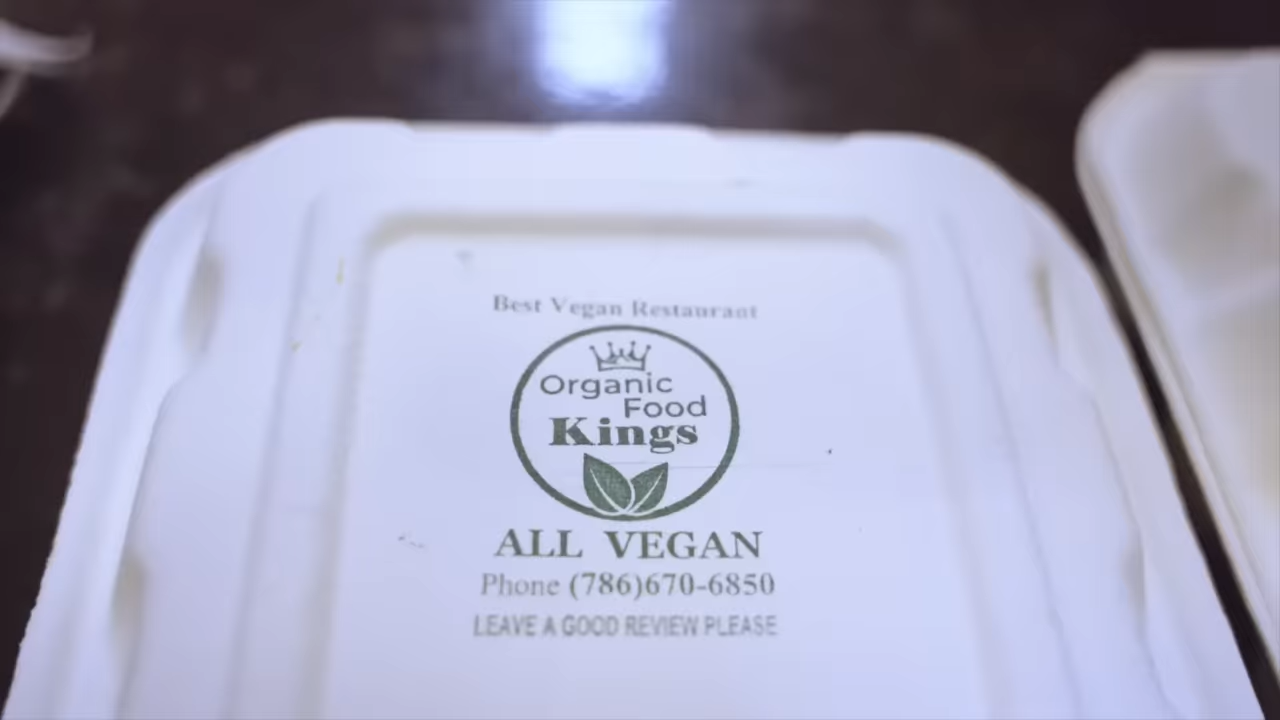 Best Vegan Restaurant
Organic
Food
Kings
ALL VEGAN
Phone (786)670-6850
LEAVE A GOOD REVIEW PLEASE